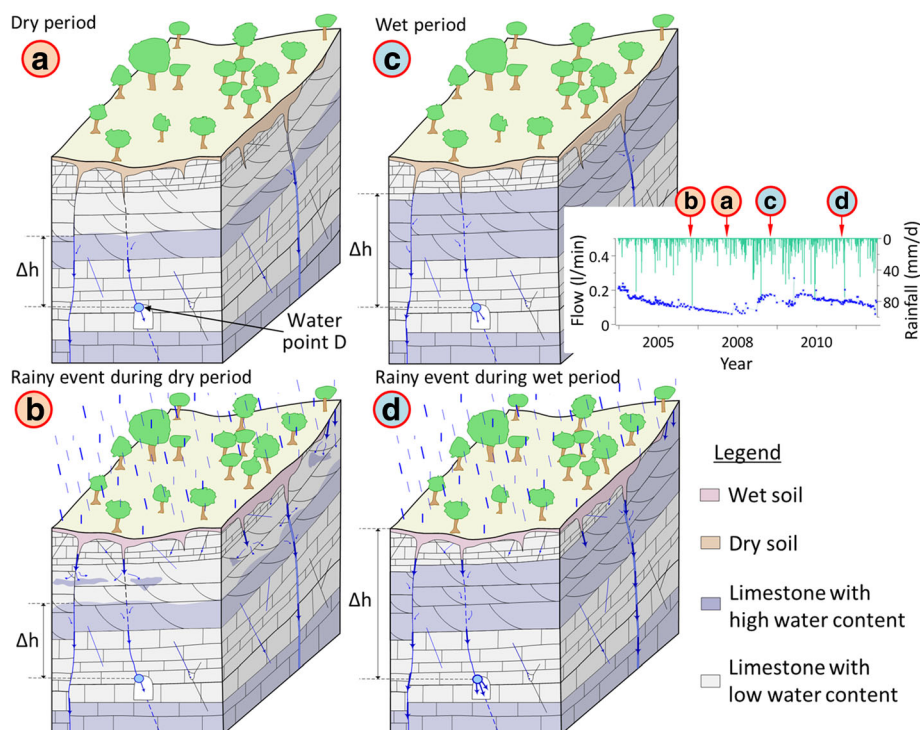 Dry period
a
Wet period
c
Δh
Water
point D
Δh
b
a
c
d
0.4
0.2
0
Flow (l/min)
0
40
80
Rainfall (mm/d)
2005
2008
2010
Year
Rainy event during dry period
b
Rainy event during wet period
d
Δh
Δh
Legend
Wet soil
Dry soil
Limestone with
high water content
Limestone with
low water content